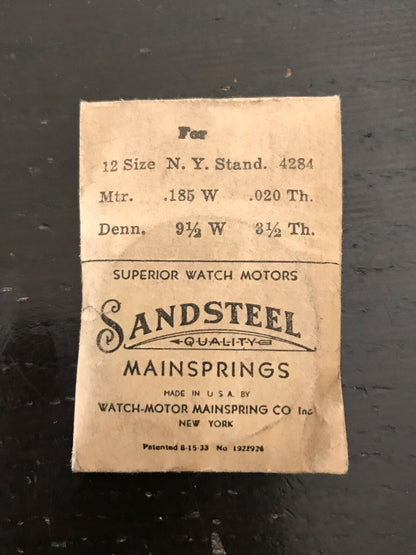 For
12 Size N. Y. Stand. 4284
Mtr. .185 W .020 Th.
Denn. 9½ W 3½ Th.
SUPERIOR WATCH MOTORS
SANDSTEEL
QUALITY
MAINSPRINGS
MADE IN U S A. BY
WATCH-MOTOR MAINSPRING CO Inc
NEW YORK
Patented 8-15-33 No 1922926